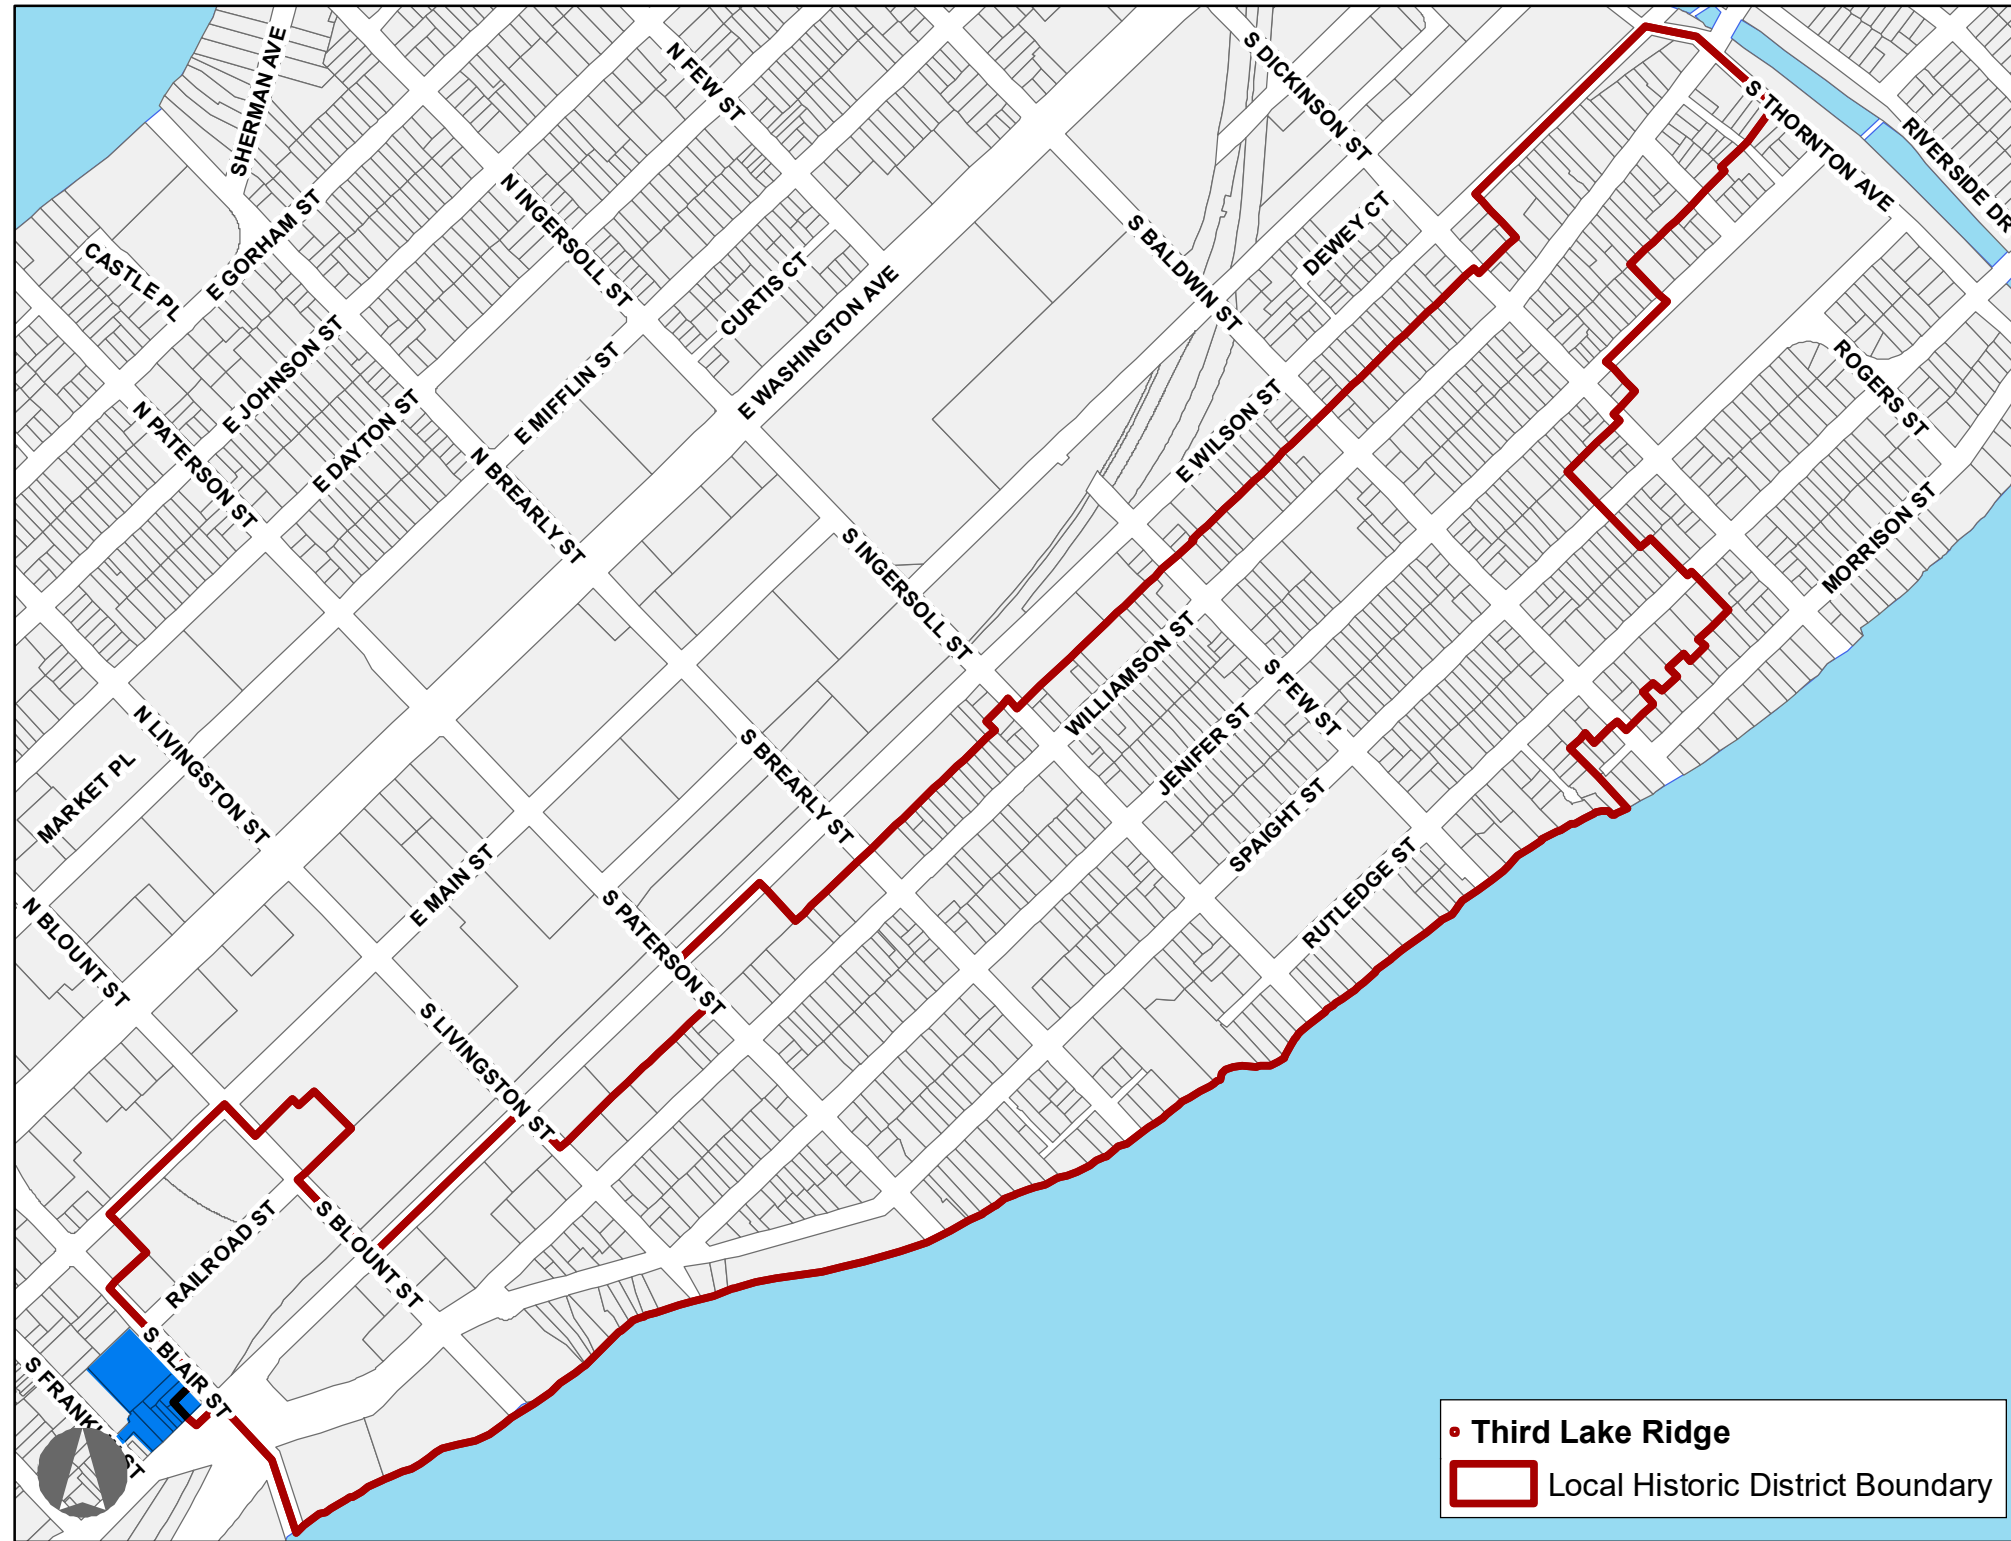 SHERMAN AVE
N FEW ST
S DICKINSON ST
S THORNTON AVE
RIVERSIDE DR
CASTLE PL
E GORHAM ST
N INGERSOLL ST
CURTIS CT
S BALDWIN ST
DEWEY CT
E JOHNSON ST
E MIFFLIN ST
E WASHINGTON AVE
ROGERS ST
N PATERSON ST
E DAYTON ST
N BREARLY ST
E WILSON ST
MORRISON ST
S INGERSOLL ST
WILLIAMSON ST
S FEW ST
JENIFER ST
N LIVINGSTON ST
MARKET PL
S BREARLY ST
SPAIGHT ST
RUTLEDGE ST
E MAIN ST
S PATERSON ST
N BLOUNT ST
S LIVINGSTON ST
RAILROAD ST
S BLOUNT ST
S BLAIR ST
S FRANK ST
Third Lake Ridge
Local Historic District Boundary